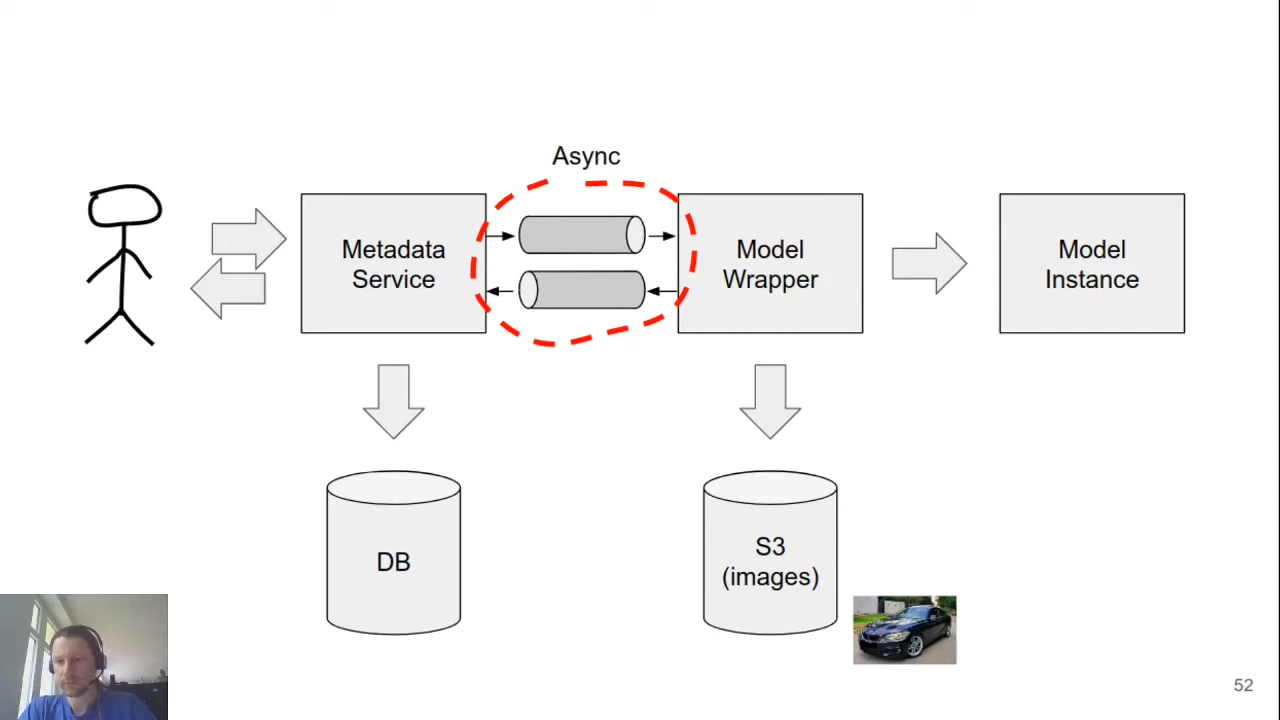 Async
Metadata
Service
Model
Wrapper
Model
Instance
DB
S3
(images)
52